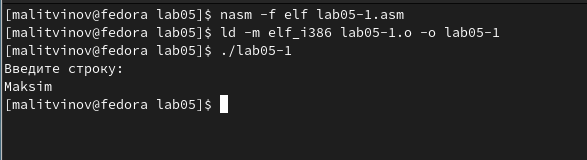 [malitvinov@fedora lab05]$ nasm -f elf lab05-1.asm
[malitvinov@fedora lab05]$ ld -m elf_i386 lab05-1.o -o lab05-1
[malitvinov@fedora lab05]$ ./lab05-1
Введите строку:
Maksim
[malitvinov@fedora lab05]$